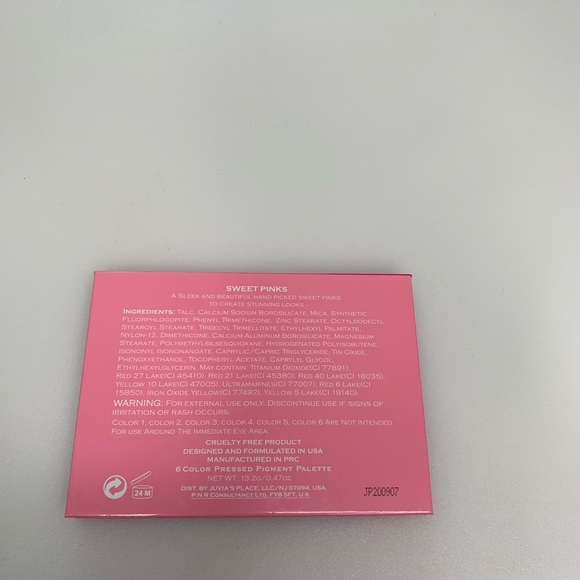 SWEET PINKS
A SLEEK AND BEAUTIFUL HAND PICKED SWEET PINKS
TO CREATE STUNNING LOOKS
INGREDIENTS: TALC, CALCIUM SODIUM BOROSILICATE, MICA, SYNTHETIC
FLUORPHLOGOPITE, PHENYL TRIMETHICONE, ZINC STEARATE, OCTYLDODECYL
STEAROYL STEARATE, TRIDECYL TRIMELLITATE, ETHYLHEXYL PALMITATE,
NYLON-12, DIMETHICONE, CALCIUM ALUMINUM BOROSILICATE, MAGNESIUM
STEARATE, POLYMETHYLSILSESQUIOXANE, HYDROGENATED POLYISOBUTENE,
ISONONYL ISONONANOATE, CAPRYLIC/CAPRIC TRIGLYCERIDE, TIN OXIDE,
PHENOXYETHANOL, TOCOPHERYL ACETATE, CAPRYLYL GLYCOL,
ETHYLHEXYLGLYCERIN, MAY CONTAIN: TITANIUM DIOXIDE(CI 77891),
RED 27 LAKE(CI 45410), RED 21 LAKE(CI 45380), RED 40 LAKE(CI 16035),
YELLOW 10 LAKE(CI 47005), ULTRAMARINES(CI 77007), RED 6 LAKE(CI
15850), IRON OXIDE YELLOW(CI 77492), YELLOW 5 LAKE(CI 19140).
WARNING: FOR EXTERNAL USE ONLY. DISCONTINUE USE IF SIGNS OF
IRRITATION OR RASH OCCURS.
COLOR 1, COLOR 2, COLOR 3, COLOR 4, COLOR 5, COLOR 6 ARE NOT INTENDED
FOR USE AROUND THE IMMEDIATE EYE AREA.
CRUELTY FREE PRODUCT
DESIGNED AND FORMULATED IN USA
MANUFACTURED IN PRC
6 COLOR PRESSED PIGMENT PALETTE
NET WT. 13.2g/0.47oz
DIST. BY JUVIA'S PLACE, LLC/NJ 07094, USA
P N R CONSULTANCY LTD. FY8 5FT, U.K
24 M
JP200907